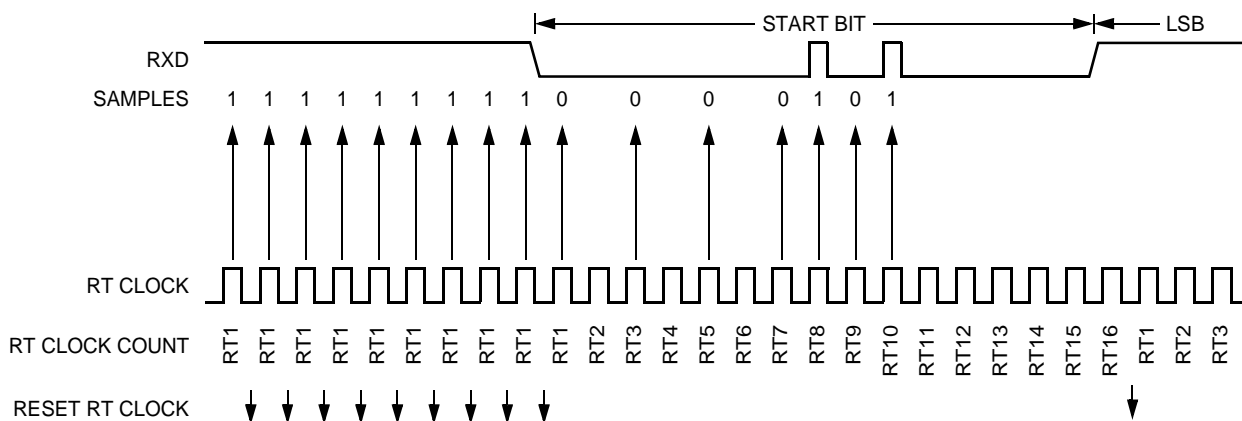 START BIT LSB
RXD
SAMPLES 1 1 1 1 1 1 1 1 1 0 0 0 0 1 0 1
RT CLOCK
RT CLOCK COUNT RT1 RT1 RT1 RT1 RT1 RT1 RT1 RT1 RT1 RT1 RT2 RT3 RT4 RT5 RT6 RT7 RT8 RT9 RT10 RT11 RT12 RT13 RT14 RT15 RT16 RT1 RT2 RT3
RESET RT CLOCK